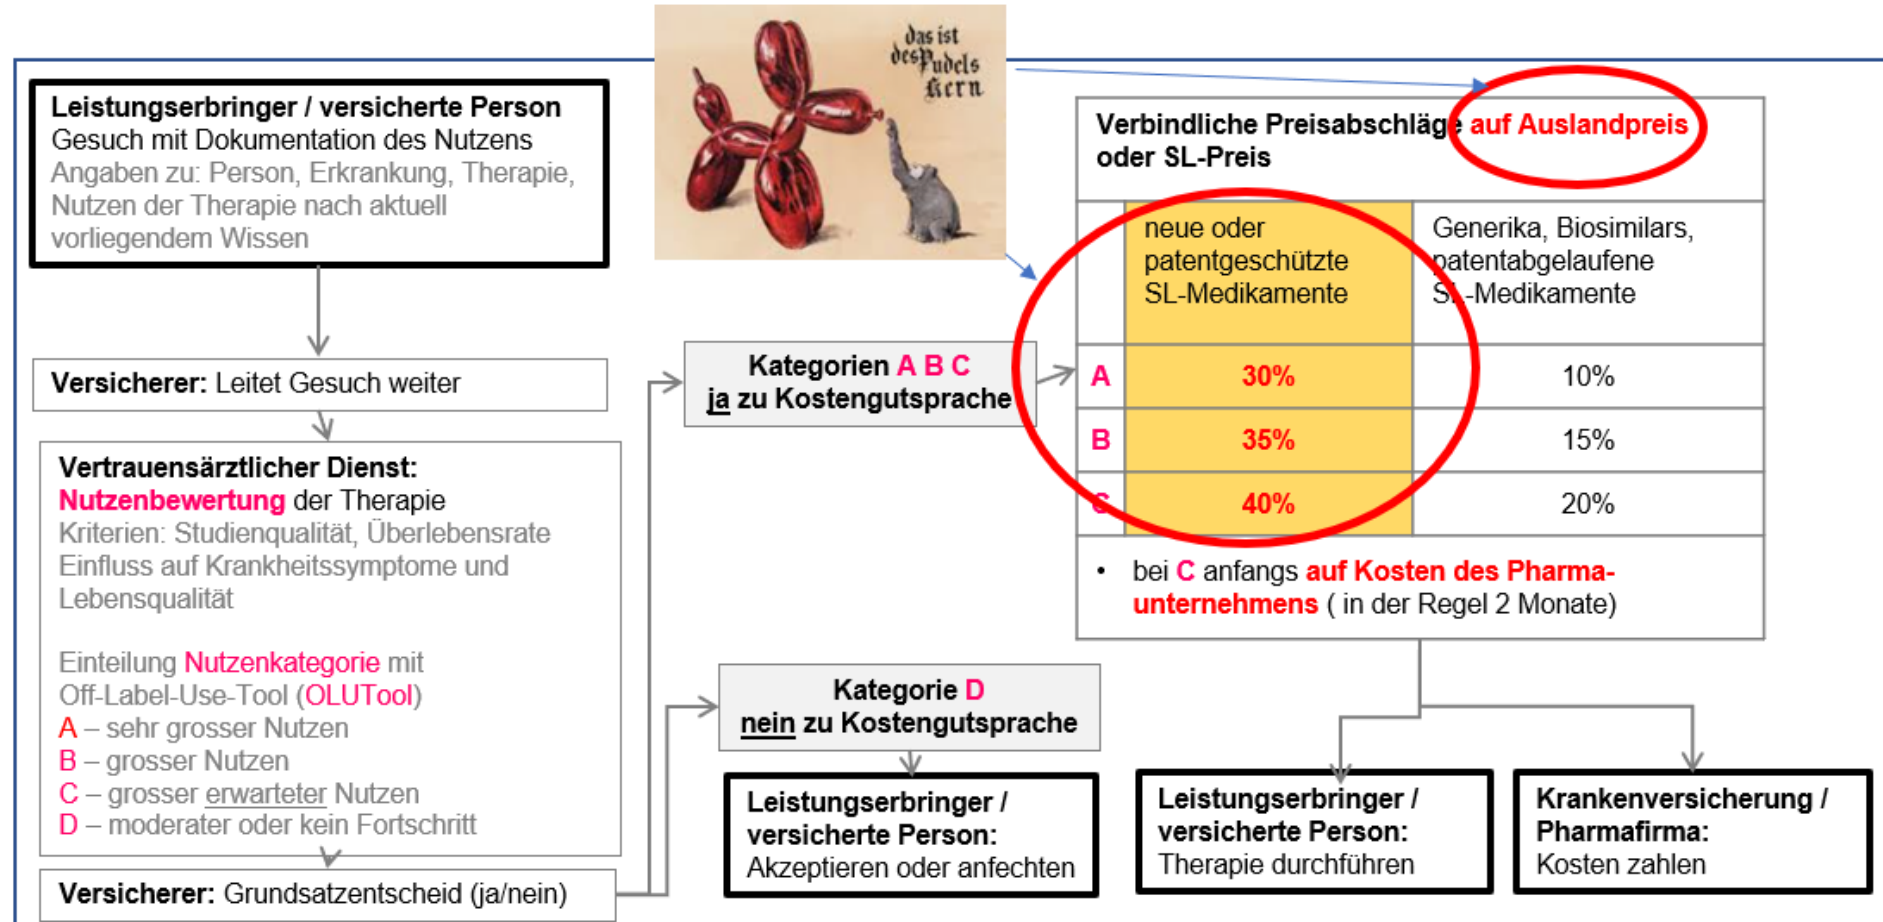 Leistungserbringer / versicherte Person
Gesuch mit Dokumentation des Nutzens
Angaben zu: Person, Erkrankung, Therapie,
Nutzen der Therapie nach aktuell
vorliegendem Wissen
Versicherer: Leitet Gesuch weiter
Vertrauensärztlicher Dienst:
Nutzenbewertung der Therapie
Kriterien: Studienqualität, Überlebensrate
Einfluss auf Krankheitssymptome und
Lebensqualität
Einteilung Nutzenkategorie mit
Off-Label-Use-Tool (OLUTool)
A – sehr grosser Nutzen
B – grosser Nutzen
C – grosser erwarteter Nutzen
D – moderater oder kein Fortschritt
Versicherer: Grundsatzentscheid (ja/nein)
das ist
des Pudels
Kern
Kategorien A B C
ja zu Kostengutsprache
Kategorie D
nein zu Kostengutsprache
Leistungserbringer /
versicherte Person:
Akzeptieren oder anfechten
Verbindliche Preisabschläge auf Auslandpreis
oder SL-Preis
neue oder
patentgeschützte
SL-Medikamente
Generika, Biosimilars,
patentabgelaufene
SL-Medikamente
A 30% 10%
B 35% 15%
C 40% 20%
• bei C anfangs auf Kosten des Pharma-
unternehmens ( in der Regel 2 Monate)
Leistungserbringer /
versicherte Person:
Therapie durchführen
Krankenversicherung /
Pharmafirma:
Kosten zahlen